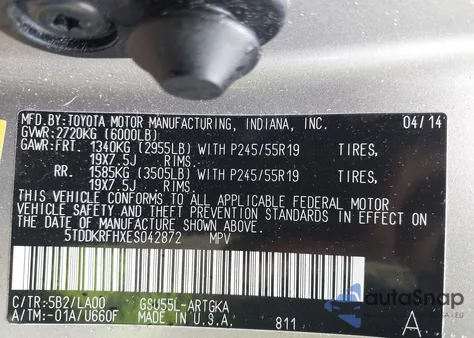 MFD.BY:TOYOTA MOTOR MANUFACTURING, INDIANA, INC. 04/14
GVWR:2720KG (6000LB)
GAWR:FRT. 1340KG (2955LB) WITH P245/55R19 TIRES,
19X7.5J RIMS.
RR. 1585KG (3505LB) WITH P245/55R19 TIRES,
19X7.5J RIMS.
THIS VEHICLE CONFORMS TO ALL APPLICABLE FEDERAL MOTOR
VEHICLE SAFETY AND THEFT PREVENTION STANDARDS IN EFFECT ON
THE DATE OF MANUFACTURE SHOWN ABOVE.
5TDDKRFHXES042872 MPV
C/TR:5B2/LA00 GSU55L-ARTGKA
A/TM:-01A/U660F MADE IN U.S.A. 811 A
autoSnap